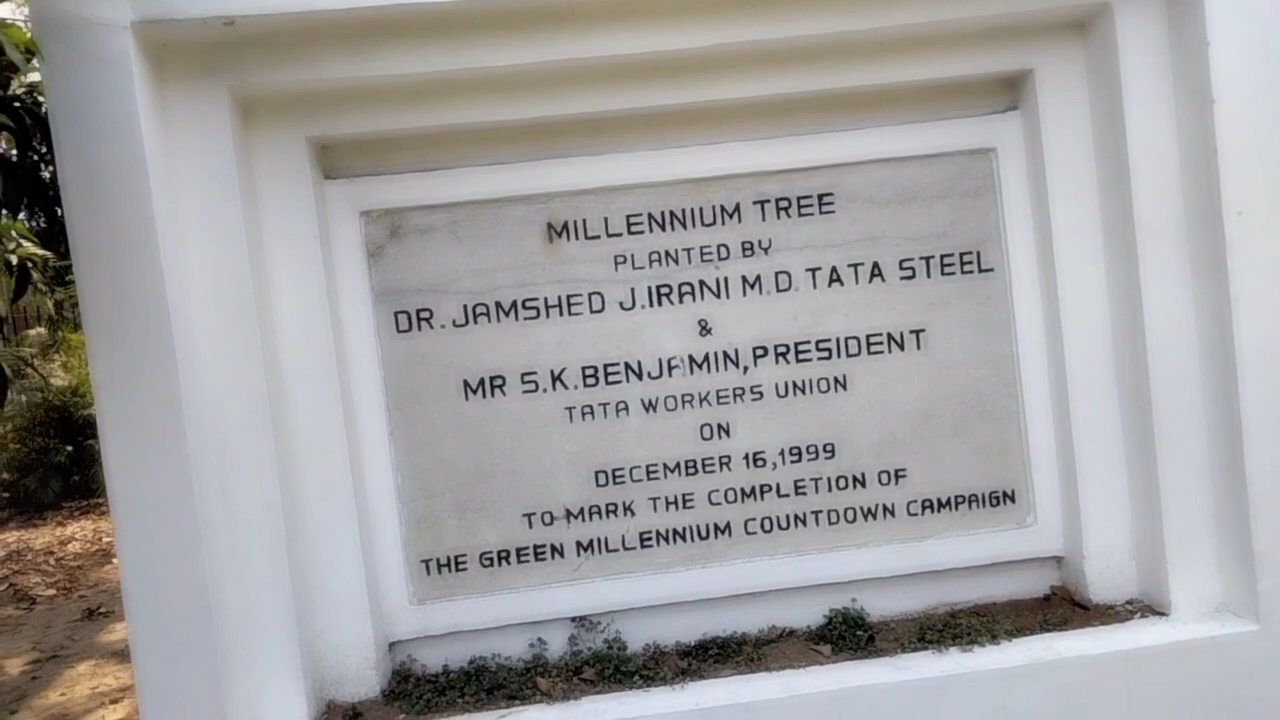 MILLENNIUM TREE
PLANTED BY
DR. JAMSHED J.IRANI M.D. TATA STEEL
&
MR S.K.BENJAMIN, PRESIDENT
TATA WORKERS UNION
ON
DECEMBER 16,1999
TO MARK THE COMPLETION OF
THE GREEN MILLENNIUM COUNTDOWN CAMPAIGN